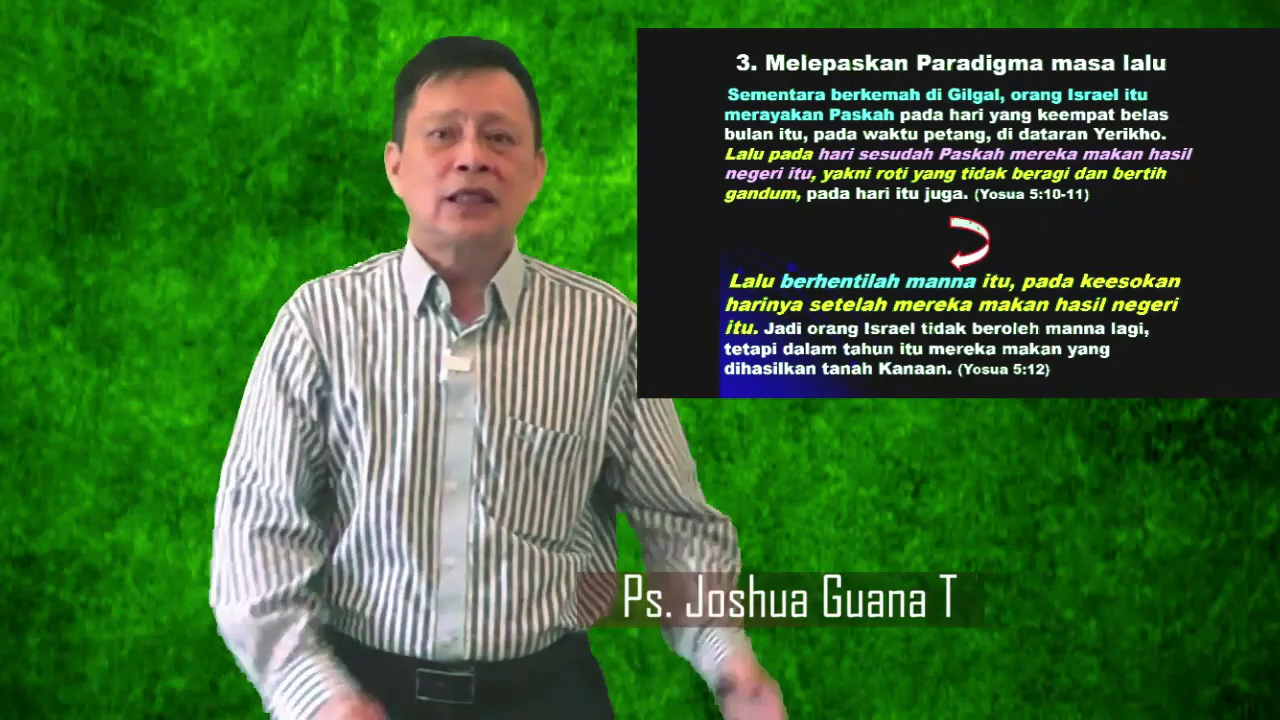 3. Melepaskan Paradigma masa lalu
Sementara berkemah di Gilgal, orang Israel itu
merayakan Paskah pada hari yang keempat belas
bulan itu, pada waktu petang, di dataran Yerikho.
Lalu pada hari sesudah Paskah mereka makan hasil
negeri itu, yakni roti yang tidak beragi dan bertih
gandum, pada hari itu juga. (Yosua 5:10-11)
Lalu berhentilah manna itu, pada keesokan
harinya setelah mereka makan hasil negeri
itu. Jadi orang Israel tidak beroleh manna lagi,
tetapi dalam tahun itu mereka makan yang
dihasilkan tanah Kanaan. (Yosua 5:12)
Ps. Joshua Guana T